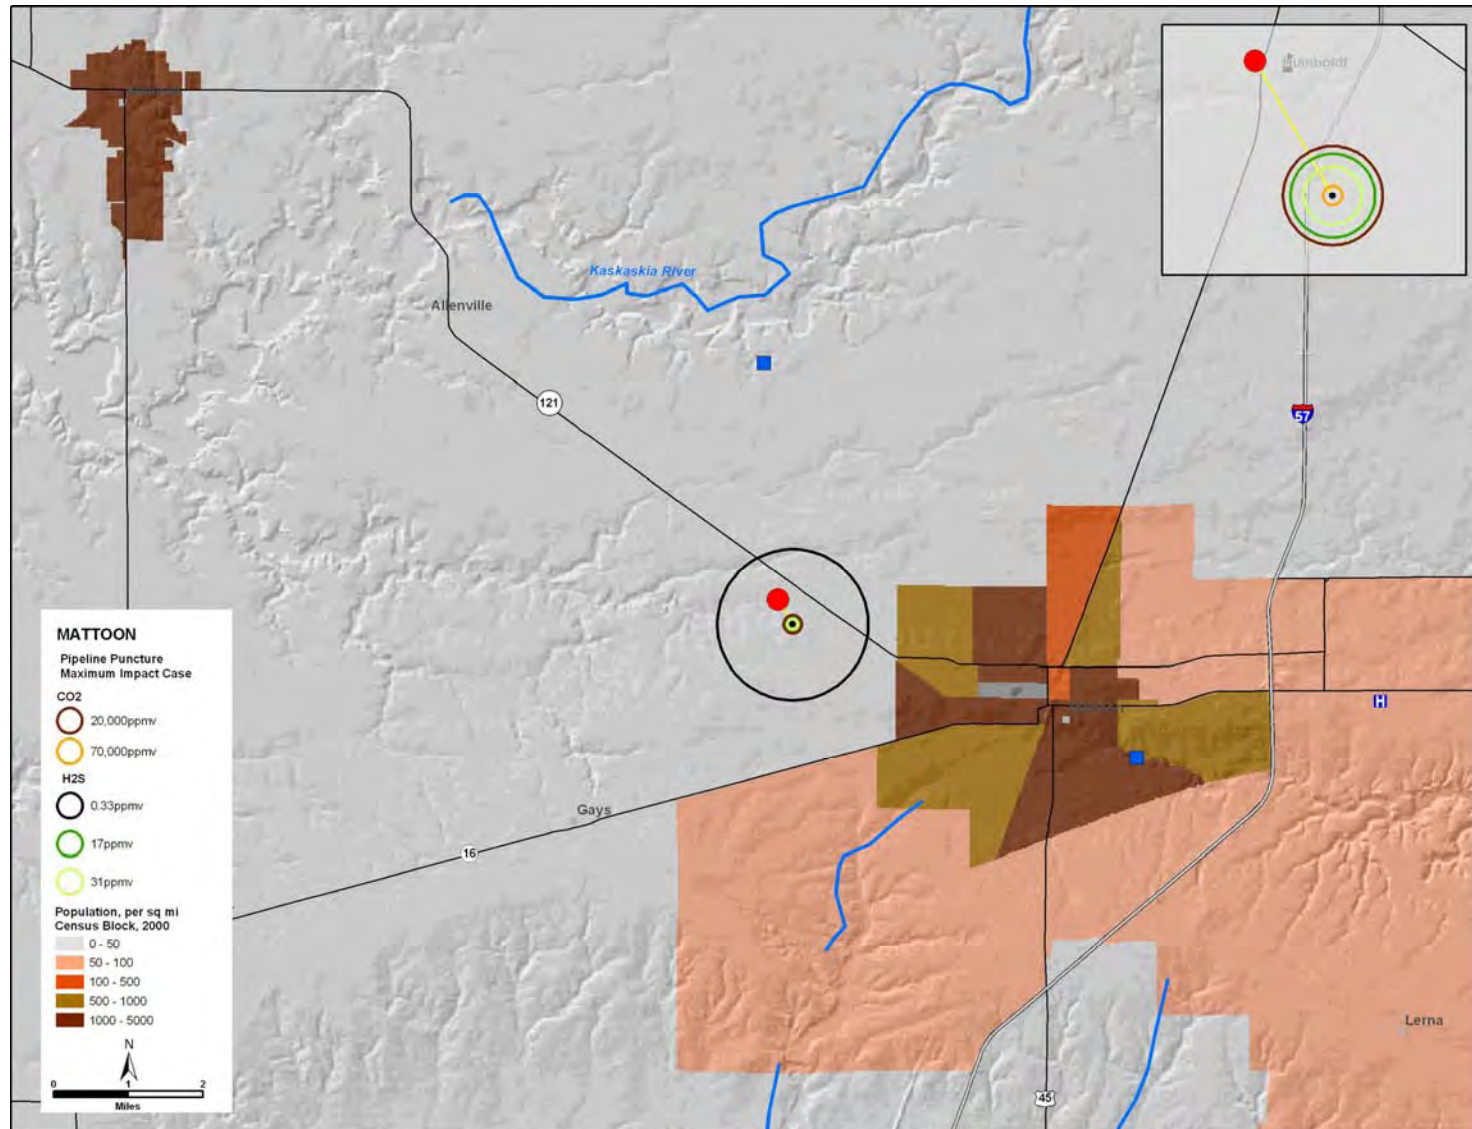 Humboldt
Kaskaskia River
Allenville
121
57
MATTOON
Pipeline Puncture
Maximum Impact Case
CO2
20,000ppmv
70,000ppmv
H2S
0.33ppmv
17ppmv
31ppmv
Population, per sq mi
Census Block, 2000
0 - 50
50 - 100
100 - 500
500 - 1000
1000 - 5000
N
0 1 2
Miles
H
Gays
16
Lerna
45